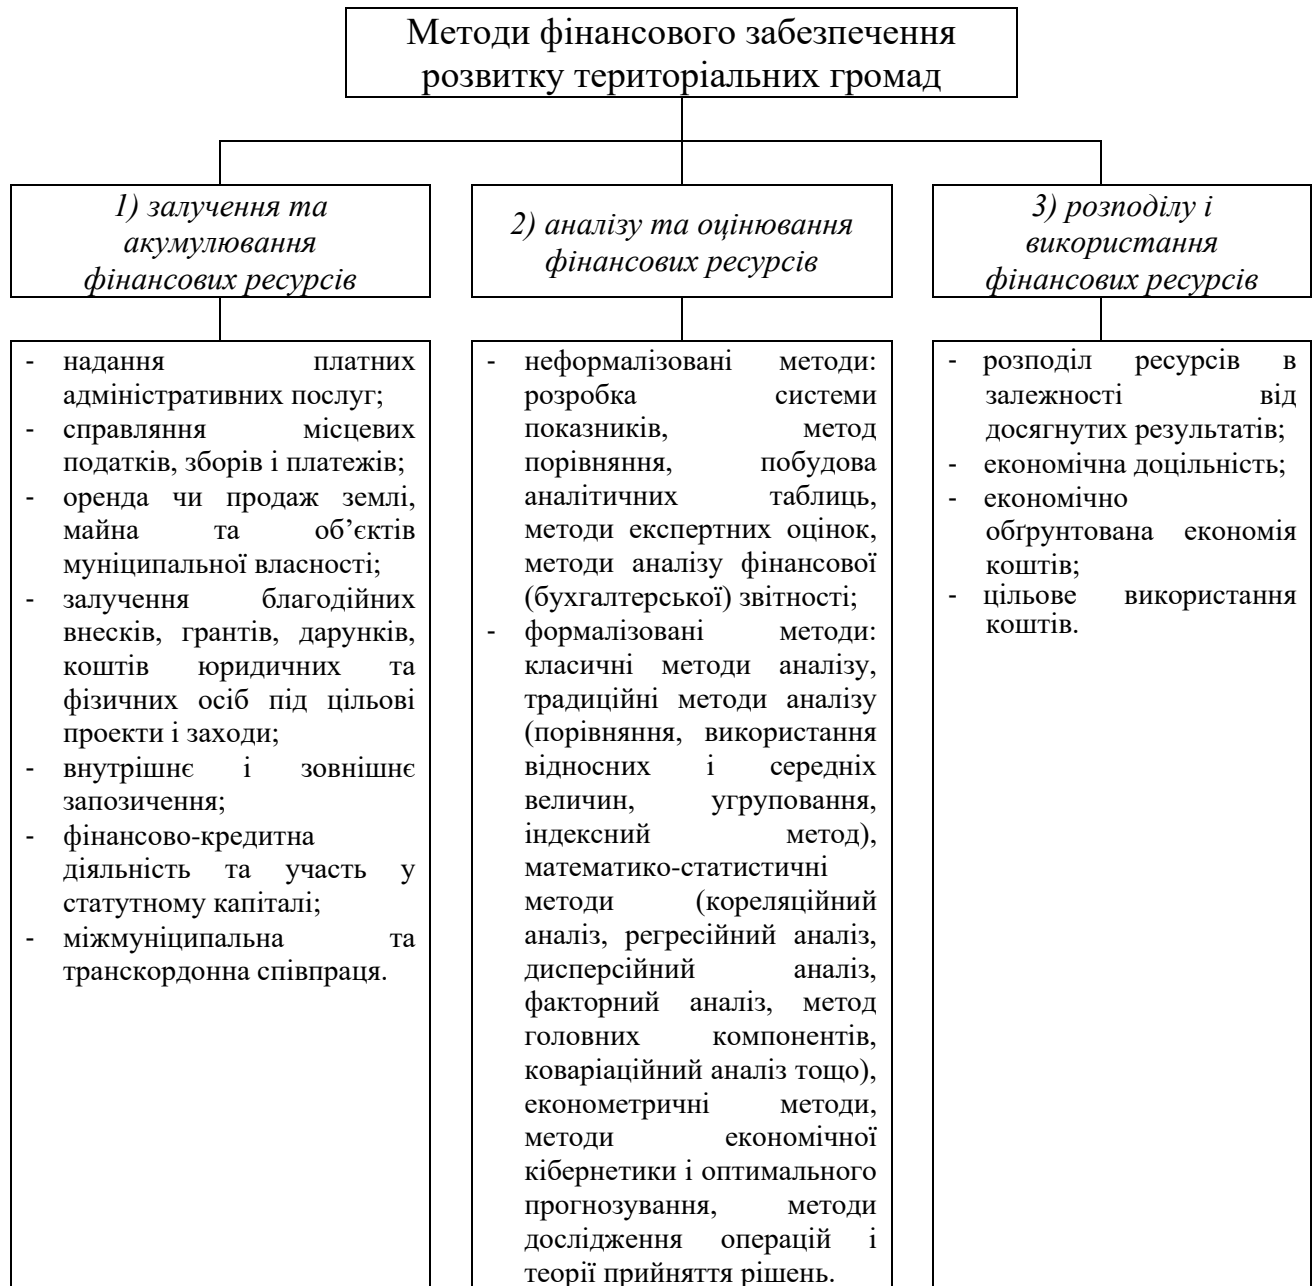 Методи фінансового забезпечення
розвитку територіальних громад
1) залучення та
акумулювання
фінансових ресурсів
2) аналізу та оцінювання
фінансових ресурсів
3) розподілу і
використання
фінансових ресурсів
- надання платних
адміністративних послуг;
- справляння місцевих
податків, зборів і платежів;
- оренда чи продаж землі,
майна та об’єктів
муніципальної власності;
- залучення благодійних
внесків, грантів, дарунків,
коштів юридичних та
фізичних осіб під цільові
проекти і заходи;
- внутрішнє і зовнішнє
запозичення;
- фінансово-кредитна
діяльність та участь у
статутному капіталі;
- міжмуніципальна та
транскордонна співпраця.
- неформалізовані методи:
розробка системи
показників, метод
порівняння, побудова
аналітичних таблиць,
методи експертних оцінок,
методи аналізу фінансової
(бухгалтерської) звітності;
- формалізовані методи:
класичні методи аналізу,
традиційні методи аналізу
(порівняння, використання
відносних і середніх
величин, угруповання,
індексний метод),
математико-статистичні
методи (кореляційний
аналіз, регресійний аналіз,
дисперсійний аналіз,
факторний аналіз, метод
головних компонентів,
коваріаційний аналіз тощо),
економетричні методи,
методи економічної
кібернетики і оптимального
прогнозування, методи
дослідження операцій і
теорії прийняття рішень.
- розподіл ресурсів в
залежності від
досягнутих результатів;
- економічна доцільність;
- економічно
обґрунтована економія
коштів;
- цільове використання
коштів.